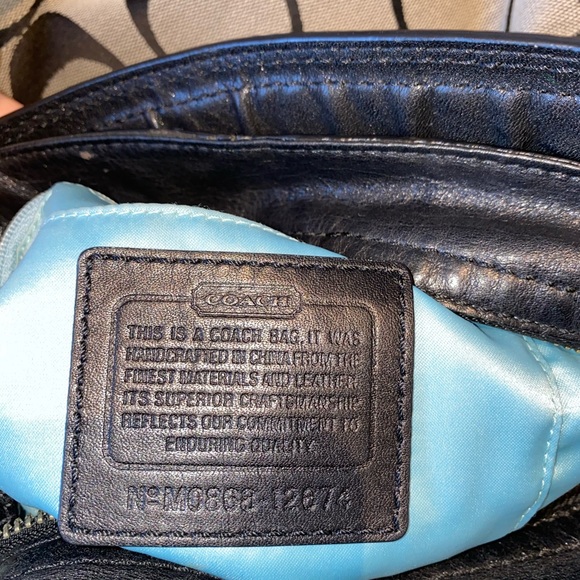 COACH
THIS IS A COACH BAG. IT WAS
HANDCRAFTED IN CHINA FROM THE
FINEST MATERIALS AND LEATHER.
ITS SUPERIOR CRAFTSMANSHIP
REFLECTS OUR COMMITMENT TO
ENDURING QUALITY.
NºM0868-12674